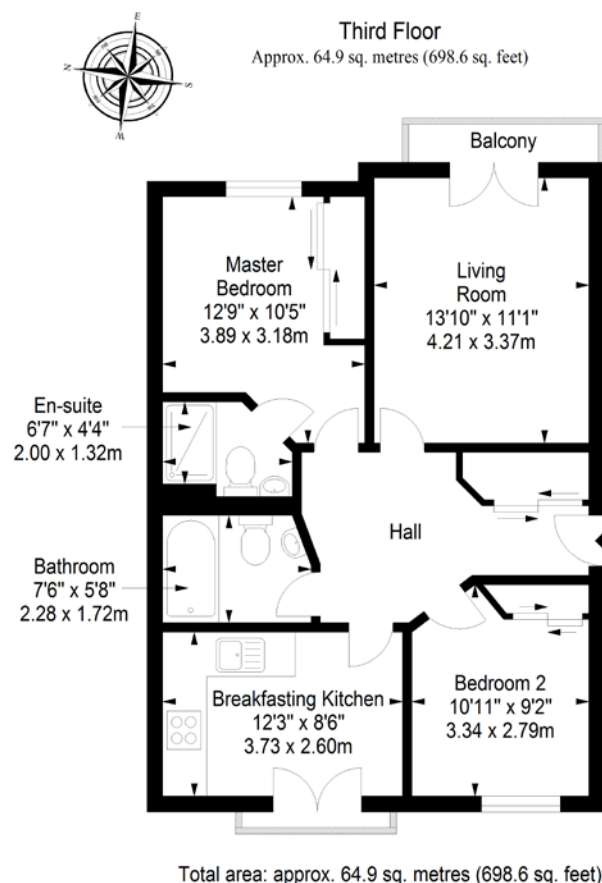 Third Floor
Approx. 64.9 sq. metres (698.6 sq. feet)
E
N
S
W
Balcony
Master
Bedroom
12'9" x 10'5"
3.89 x 3.18m
Living
Room
13'10" x 11'1"
4.21 x 3.37m
En-suite
6'7" x 4'4"
2.00 x 1.32m
Hall
Bathroom
7'6" x 5'8"
2.28 x 1.72m
Breakfasting Kitchen
12'3" x 8'6"
3.73 x 2.60m
Bedroom 2
10'11" x 9'2"
3.34 x 2.79m
Total area: approx. 64.9 sq. metres (698.6 sq. feet)